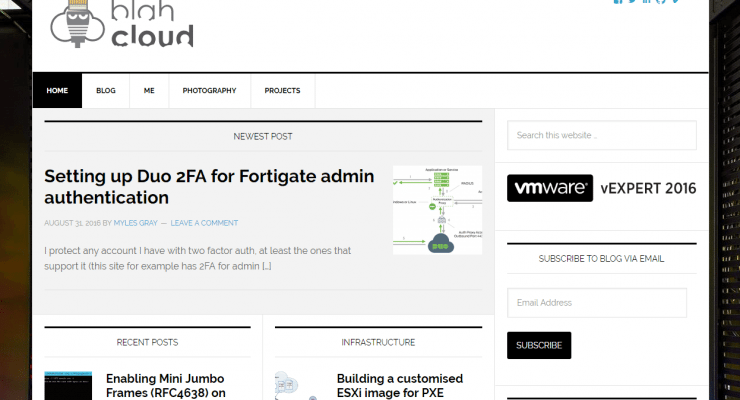 blah
cloud
HOME
BLOG
ME
PHOTOGRAPHY
PROJECTS
NEWEST POST
Setting up Duo 2FA for Fortigate admin
authentication
AUGUST 31, 2016 BY MYLES GRAY — LEAVE A COMMENT
I protect any account I have with two factor auth, at least the ones that
support it (this site for example has 2FA for admin [...]
Search this website …
vmware vEXPERT 2016
SUBSCRIBE TO BLOG VIA EMAIL
Email Address
SUBSCRIBE
RECENT POSTS
Enabling Mini Jumbo
Frames (RFC4638) on
INFRASTRUCTURE
Building a customised
ESXi image for PXE